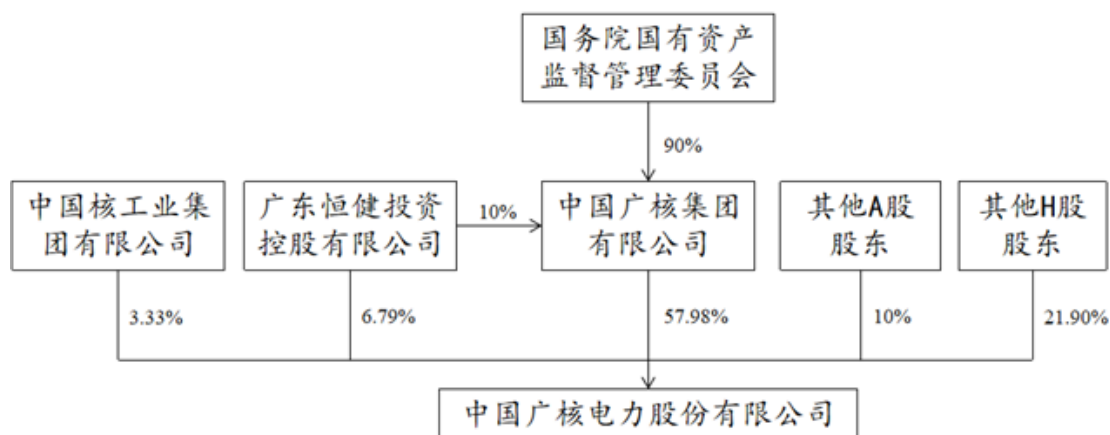 国务院国有资产
监督管理委员会
90%
中国核工业集
团有限公司
广东恒健投资
控股有限公司
10%
中国广核集团
有限公司
其他A股
股东
其他H股
股东
3.33%
6.79%
57.98%
10%
21.90%
中国广核电力股份有限公司